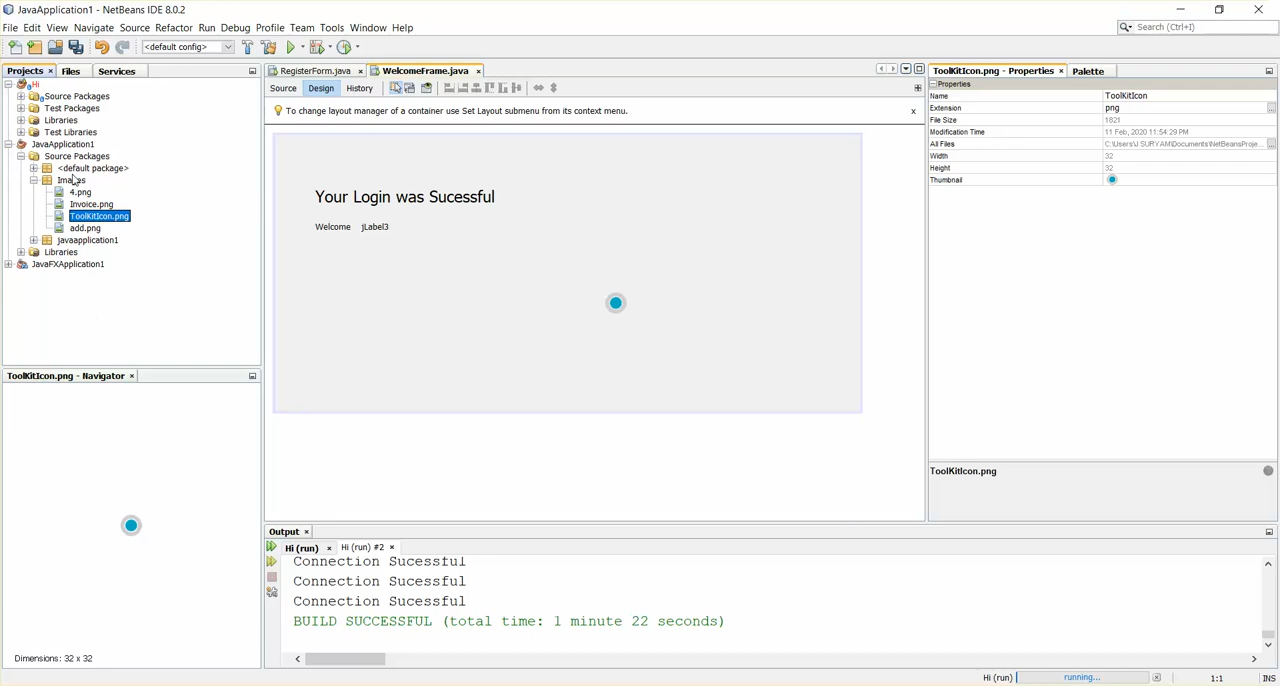 JavaApplication1 - NetBeans IDE 8.0.2
File Edit View Navigate Source Refactor Run Debug Profile Team Tools Window Help
Search (Ctrl+I)
<default config>
Projects × Files Services
Hi
Source Packages
Test Packages
Libraries
Test Libraries
JavaApplication1
Source Packages
<default package>
Images
4.png
Invoice.png
ToolKitIcon.png
add.png
javaapplication1
Libraries
JavaFXApplication1
ToolKitIcon.png - Navigator ×
Dimensions: 32 x 32
RegisterForm.java × WelcomeFrame.java ×
Source Design History
To change layout manager of a container use Set Layout submenu from its context menu. x
Your Login was Sucessful
Welcome jLabel3
Output ×
Hi (run) × Hi (run) #2 ×
Connection Sucessful
Connection Sucessful
Connection Sucessful
BUILD SUCCESSFUL (total time: 1 minute 22 seconds)
ToolKitIcon.png - Properties × Palette
Properties
Name ToolKitIcon
Extension png
File Size 1821
Modification Time 11 Feb, 2020 11:54:29 PM
All Files C:\Users\J SURYAM\Documents\NetBeansProje...
Width 32
Height 32
Thumbnail
ToolKitIcon.png
Hi (run) running... 1:1 INS